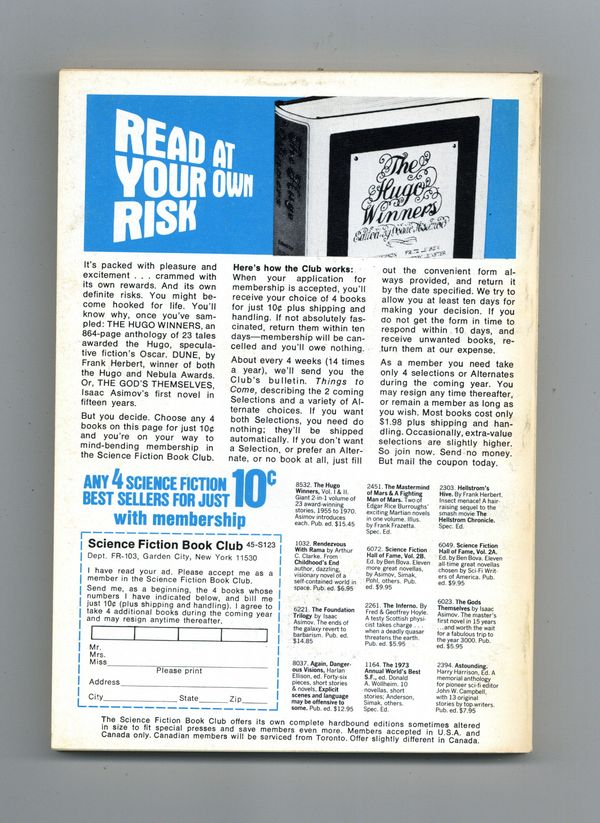 READ AT
YOUR OWN
RISK
The
Hugo
Winners
It's packed with pleasure and
excitement . . . crammed with
its own rewards. And its own
definite risks. You might be-
come hooked for life. You'll
know why, once you've sam-
pled: THE HUGO WINNERS, an
864-page anthology of 23 tales
awarded the Hugo, specula-
tive fiction's Oscar. DUNE, by
Frank Herbert, winner of both
the Hugo and Nebula Awards.
Or, THE GOD'S THEMSELVES,
Isaac Asimov's first novel in
fifteen years.
But you decide. Choose any 4
books on this page for just 10¢
and you're on your way to
mind-bending membership in
the Science Fiction Book Club.
Here's how the Club works:
When your application for
membership is accepted, you'll
receive your choice of 4 books
for just 10¢ plus shipping and
handling. If not absolutely fas-
cinated, return them within ten
days—membership will be can-
celled and you'll owe nothing.
About every 4 weeks (14 times
a year), we'll send you the
Club's bulletin, Things to
Come, describing the 2 coming
Selections and a variety of Al-
ternate choices. If you want
both Selections, you need do
nothing; they'll be shipped
automatically. If you don't want
a Selection, or prefer an Alter-
nate, or no book at all, just fill
out the convenient form al-
ways provided, and return it
by the date specified. We try to
allow you at least ten days for
making your decision. If you
do not get the form in time to
respond within 10 days, and
receive unwanted books, re-
turn them at our expense.
As a member you need take
only 4 selections or Alternates
during the coming year. You
may resign any time thereafter,
or remain a member as long as
you wish. Most books cost only
$1.98 plus shipping and han-
dling. Occasionally, extra-value
selections are slightly higher.
So join now. Send no money.
But mail the coupon today.
ANY 4 SCIENCE FICTION
BEST SELLERS FOR JUST 10¢
with membership
Science Fiction Book Club 45-S123
Dept. FR-103, Garden City, New York 11530
I have read your ad. Please accept me as a
member in the Science Fiction Book Club.
Send me, as a beginning, the 4 books whose
numbers I have indicated below, and bill me
just 10¢ (plus shipping and handling). I agree to
take 4 additional books during the coming year
and may resign anytime thereafter.
Mr.
Mrs.
Miss
Please print
Address
City State Zip
8532. The Hugo
Winners, Vol. I & II.
Giant 2-in-1 volume of
23 award-winning
stories, 1955 to 1970.
Asimov introduces
each. Pub. ed. $15.45
1032. Rendezvous
With Rama by Arthur
C. Clarke. From
Childhood's End
author, dazzling,
visionary novel of a
self-contained world in
space. Pub. ed. $6.95
6221. The Foundation
Trilogy by Isaac
Asimov. The ends of
the galaxy revert to
barbarism. Pub. ed.
$14.85
8037. Again, Danger-
ous Visions, Harlan
Ellison, ed. Forty-six
pieces, short stories
& novels. Explicit
scenes and language
may be offensive to
some. Pub. ed. $12.95
2451. The Mastermind
of Mars & A Fighting
Man of Mars. Two of
Edgar Rice Burroughs'
exciting Martian novels
in one volume. Illus.
by Frank Frazetta.
Spec. Ed.
6072. Science Fiction
Hall of Fame, Vol. 2B.
Ed. by Ben Bova. Eleven
more great novellas,
by Asimov, Simak,
Pohl, others. Pub.
ed. $9.95
2261. The Inferno. By
Fred & Geoffrey Hoyle.
A testy Scottish physi-
cist takes charge . . .
when a deadly quasar
threatens the earth.
Pub. ed. $5.95
1164. The 1973
Annual World's Best
S.F., ed. Donald
A. Wollheim. 10
novellas, short
stories; Anderson,
Simak, others.
Spec. Ed.
2303. Hellstrom's
Hive. By Frank Herbert.
Insect menace! A hair-
raising sequel to the
smash movie The
Hellstrom Chronicle.
Spec. Ed.
6049. Science Fiction
Hall of Fame, Vol. 2A.
Ed. by Ben Bova. Eleven
all-time great novellas
chosen by Sci-Fi Writ-
ers of America. Pub.
ed. $9.95
6023. The Gods
Themselves by Isaac
Asimov. The master's
first novel in 15 years
...and worth the wait
for a fabulous trip to
the year 3000. Pub.
ed. $5.95
2394. Astounding.
Harry Harrison, Ed. A
memorial anthology
for pioneer sci-fi editor
John W. Campbell,
with 13 original
stories by top writers.
Pub. ed. $7.95
The Science Fiction Book Club offers its own complete hardbound editions sometimes altered
in size to fit special presses and save members even more. Members accepted in U.S.A. and
Canada only. Canadian members will be serviced from Toronto. Offer slightly different in Canada.